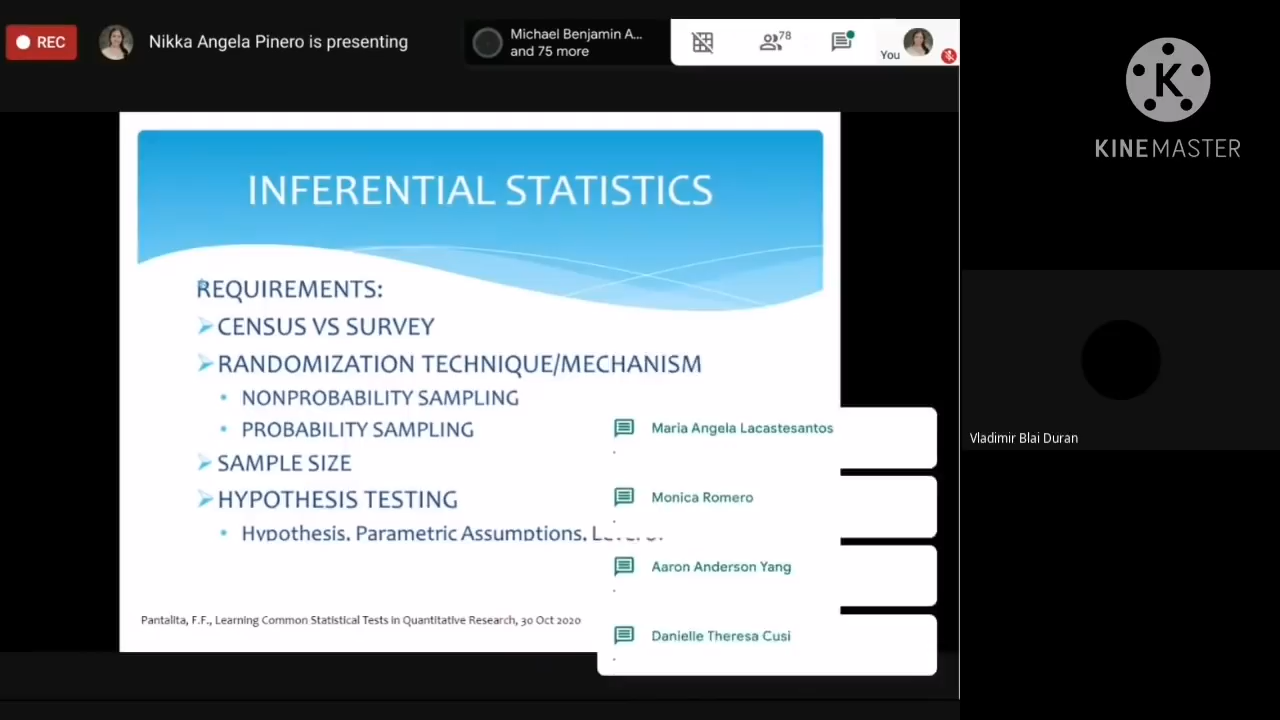 REC
Nikka Angela Pinero is presenting
Michael Benjamin A...
and 75 more
78
You
K
KINEMASTER
INFERENTIAL STATISTICS
REQUIREMENTS:
CENSUS VS SURVEY
RANDOMIZATION TECHNIQUE/MECHANISM
NONPROBABILITY SAMPLING
PROBABILITY SAMPLING
SAMPLE SIZE
HYPOTHESIS TESTING
Hypothesis, Parametric Assumptions,
Pantalita, F.F., Learning Common Statistical Tests in Quantitative Research, 30 Oct 2020
Maria Angela Lacastesantos
.
Monica Romero
.
Aaron Anderson Yang
.
Danielle Theresa Cusi
.
Vladimir Blai Duran